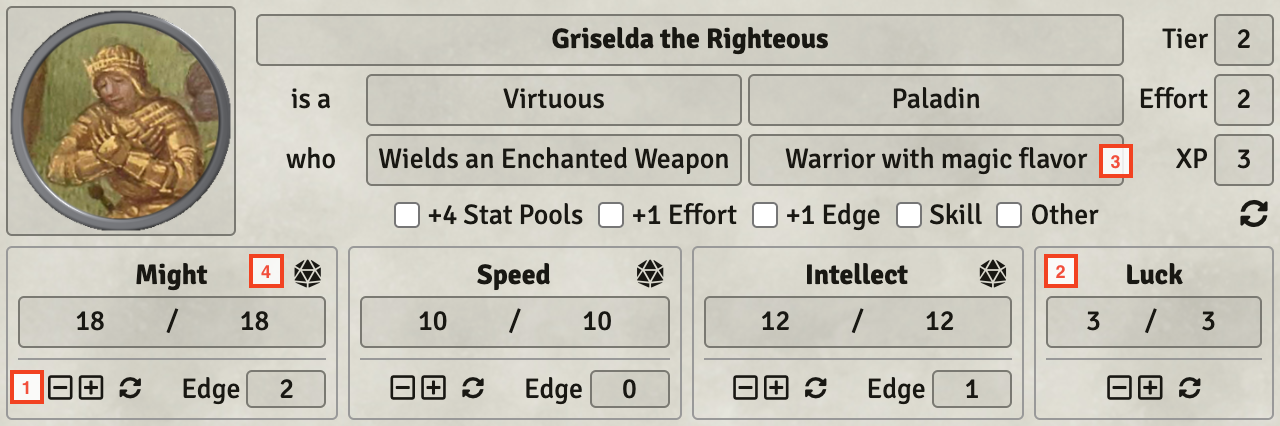 Griselda the Righteous Tier 2
is a Virtuous Paladin Effort 2
who Wields an Enchanted Weapon Warrior with magic flavor 3 XP 3
+4 Stat Pools +1 Effort +1 Edge Skill Other
Might 4 Speed Intellect 2 Luck
18 / 18 10 / 10 12 / 12 3 / 3
1 Edge 2 Edge 0 Edge 1